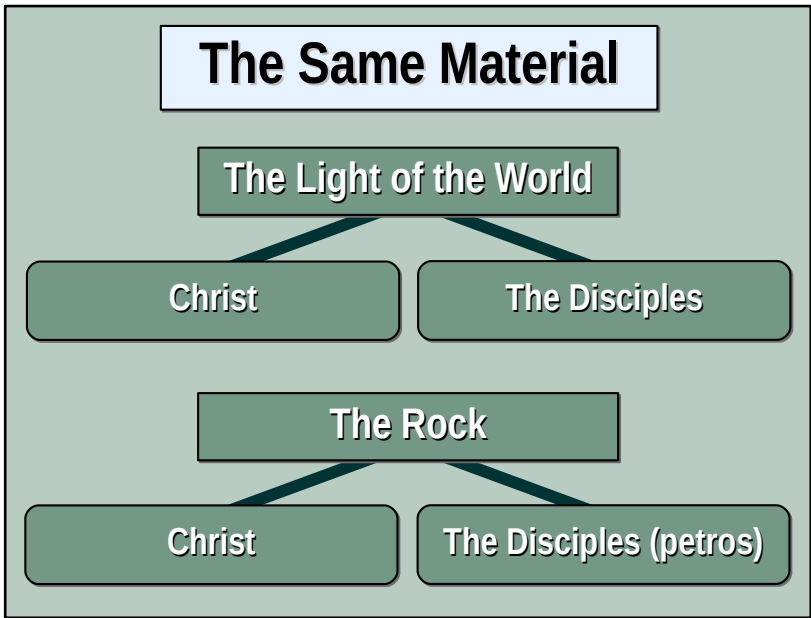 The Same Material
The Light of the World
Christ
The Disciples
The Rock
Christ
The Disciples (petros)